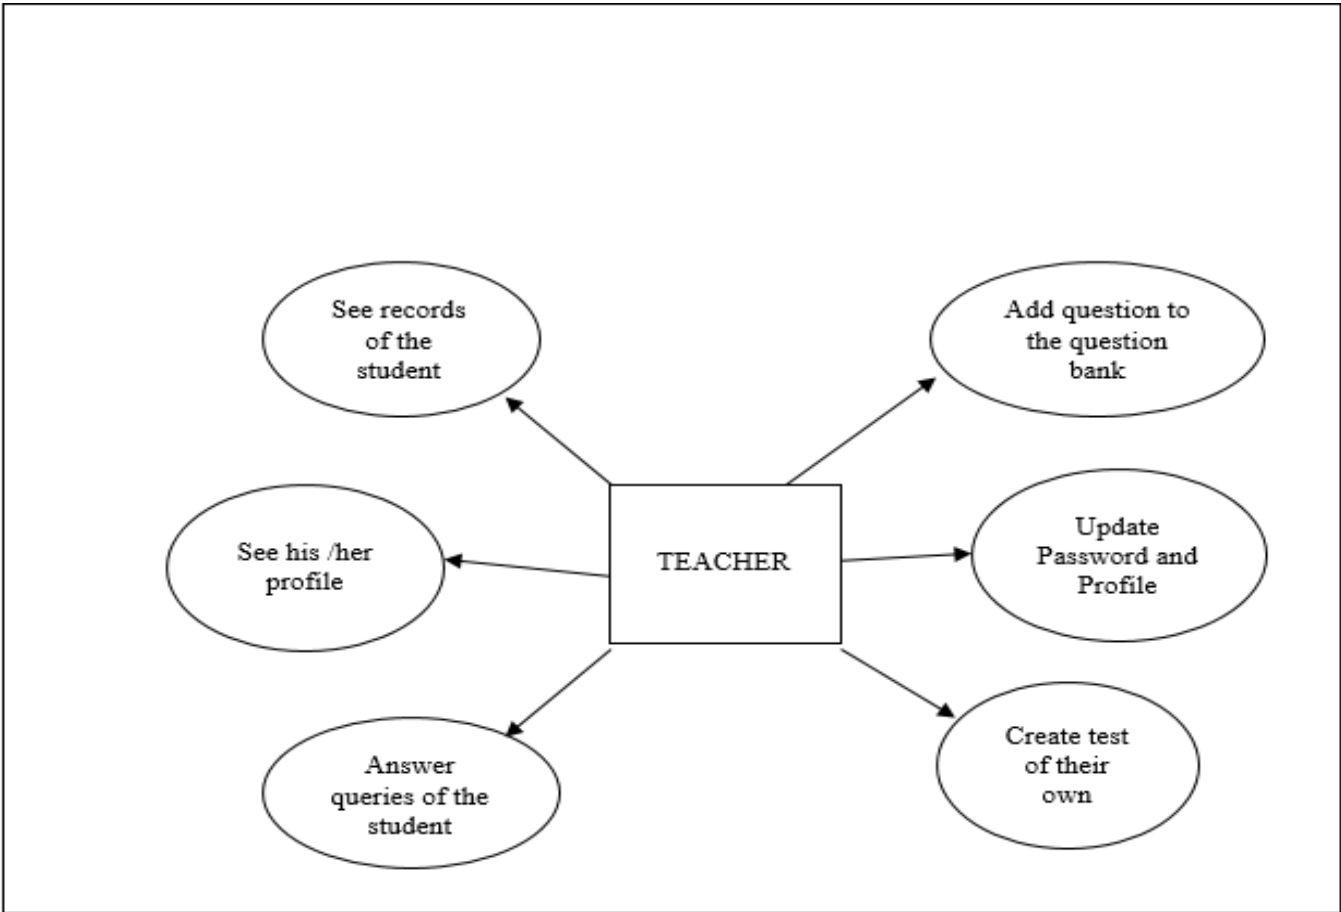 See records
of the
student
Add question to
the question
bank
See his /her
profile
TEACHER
Update
Password and
Profile
Answer
queries of the
student
Create test
of their
own